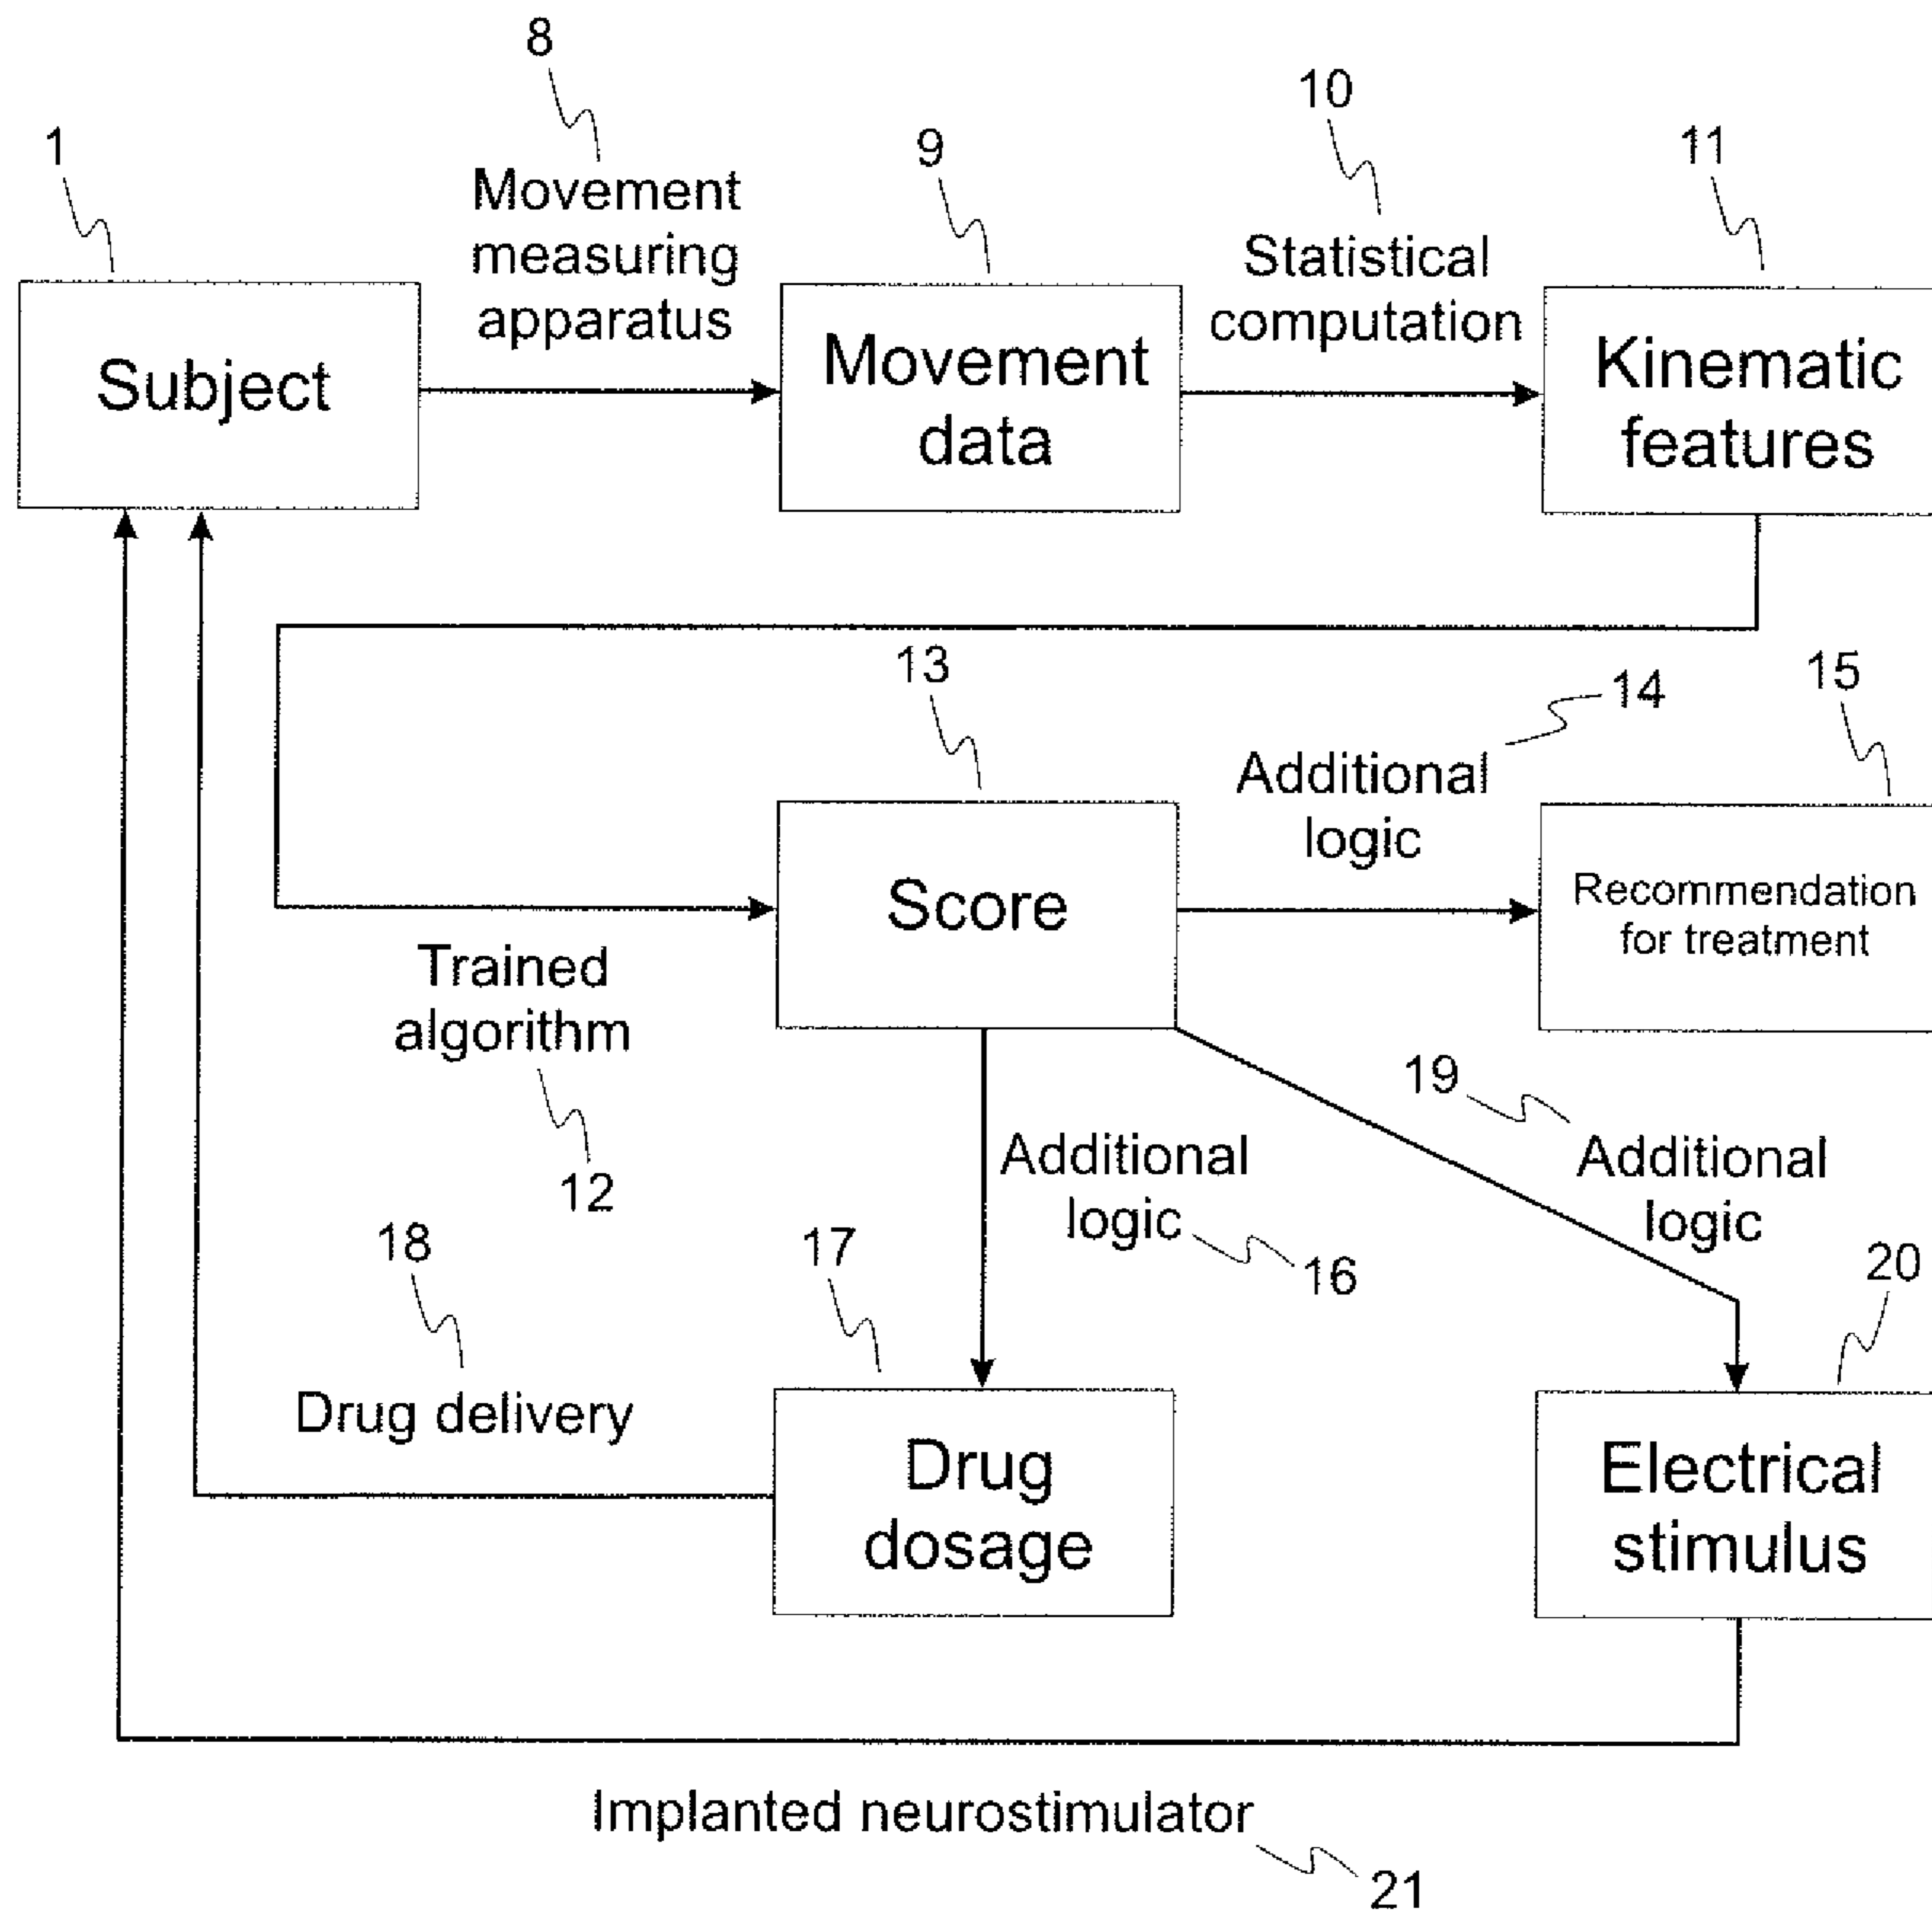 8
10
1
9
11
Movement
measuring
apparatus
Statistical
computation
Subject
Movement
data
Kinematic
features
13
14
15
Additional
logic
Score
Recommendation
for treatment
Trained
algorithm
12
19
Additional
logic
16
Additional
logic
18
17
20
Drug delivery
Drug
dosage
Electrical
stimulus
Implanted neurostimulator
21